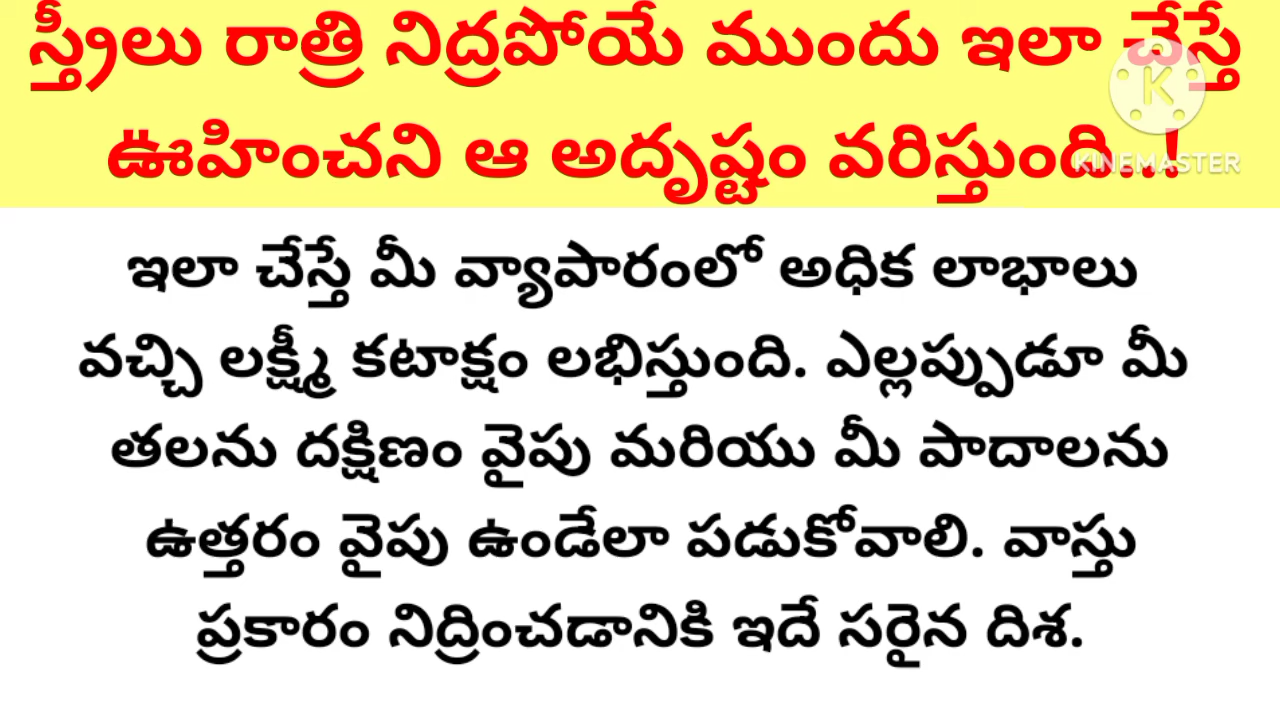 స్త్రీలు రాత్రి నిద్రపోయే ముందు ఇలా చేస్తే
ఊహించని ఆ అదృష్టం వరిస్తుంది..!
KINEMASTER
ఇలా చేస్తే మీ వ్యాపారంలో అధిక లాభాలు
వచ్చి లక్ష్మీ కటాక్షం లభిస్తుంది. ఎల్లప్పుడూ మీ
తలను దక్షిణం వైపు మరియు మీ పాదాలను
ఉత్తరం వైపు ఉండేలా పడుకోవాలి. వాస్తు
ప్రకారం నిద్రించడానికి ఇదే సరైన దిశ.